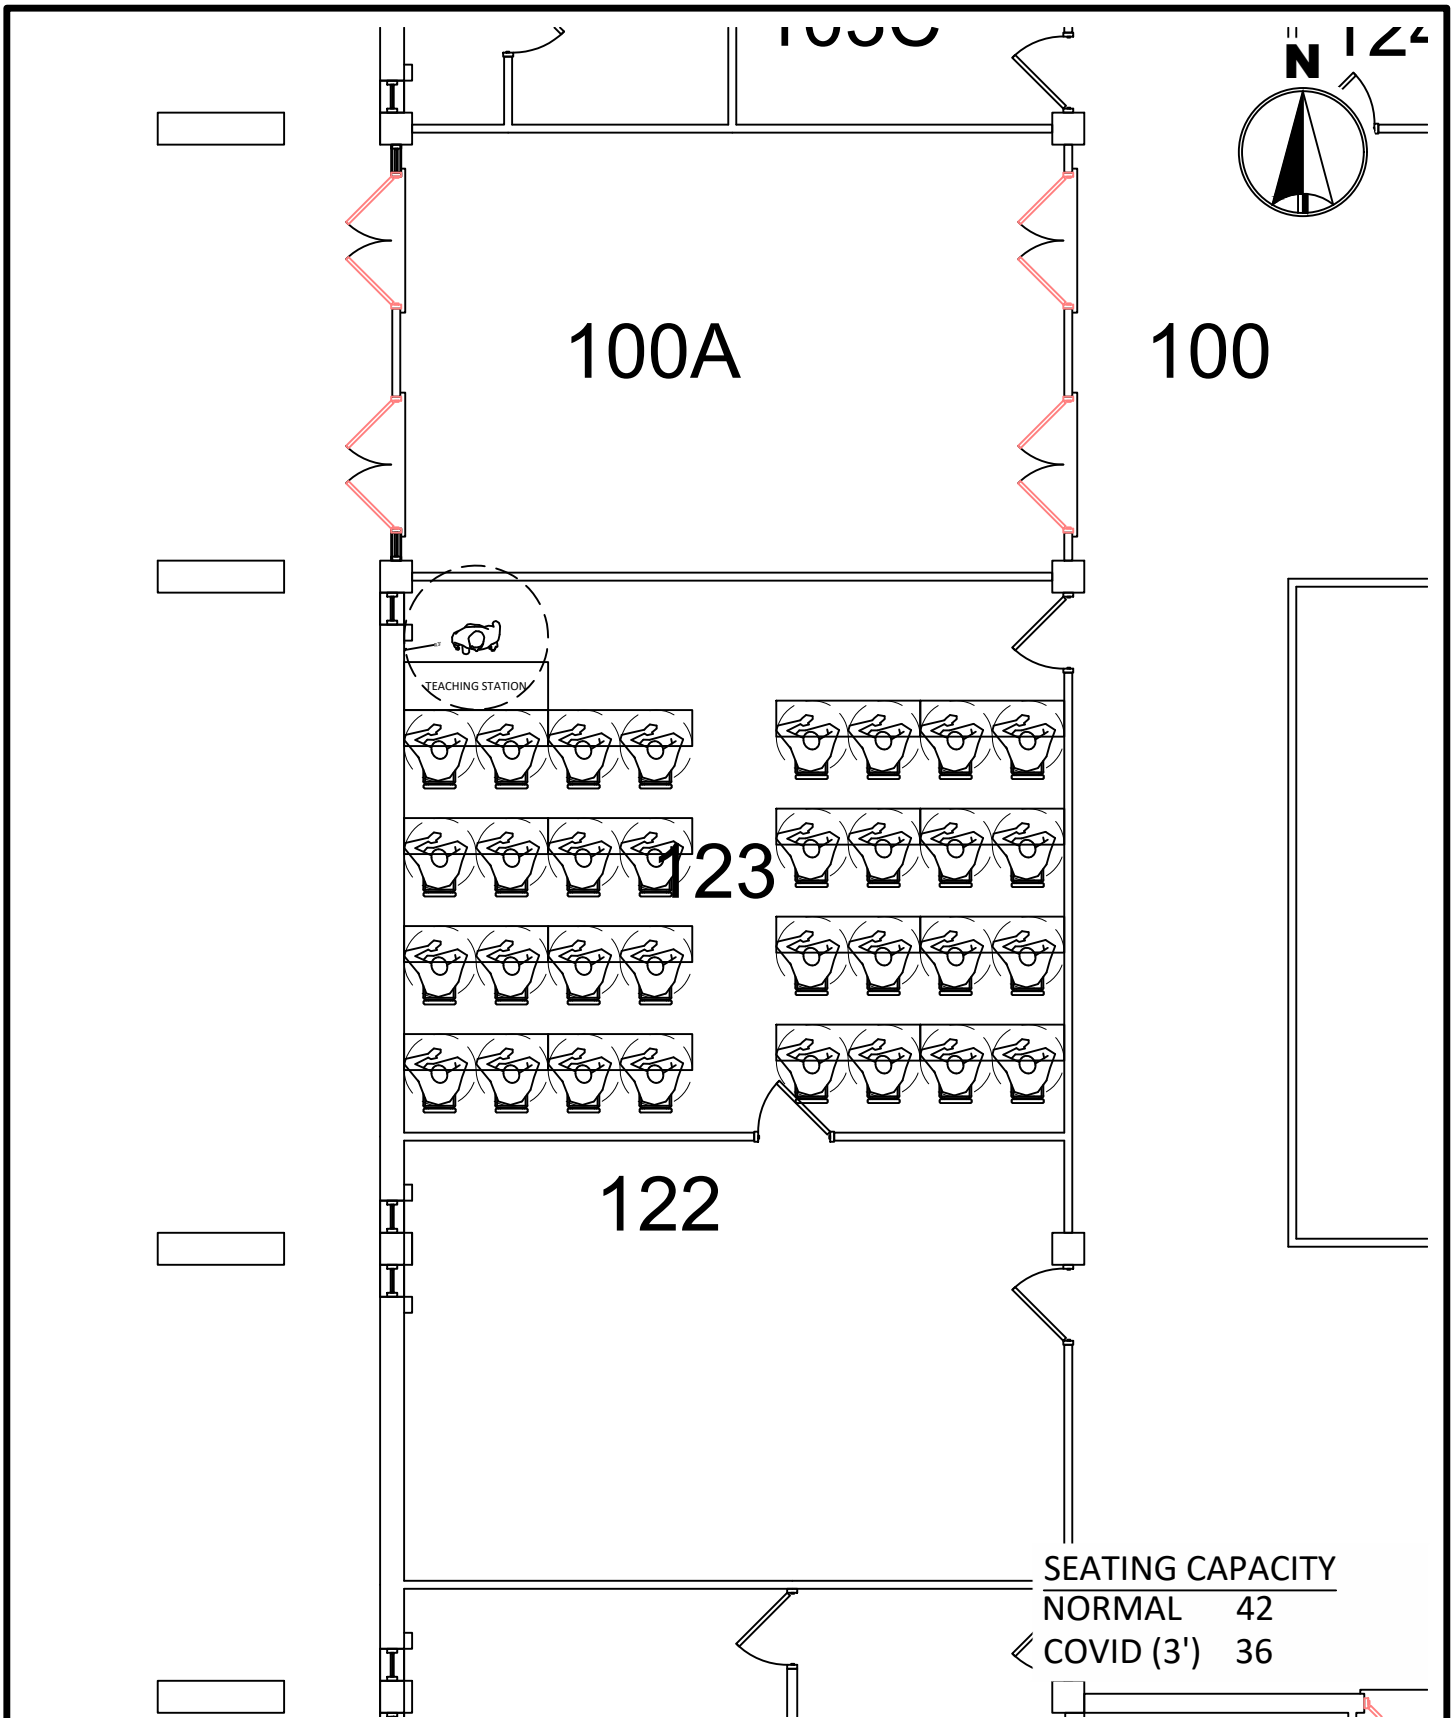 N
100A
100
TEACHING STATION
123
122
SEATING CAPACITY
NORMAL 42
COVID (3') 36